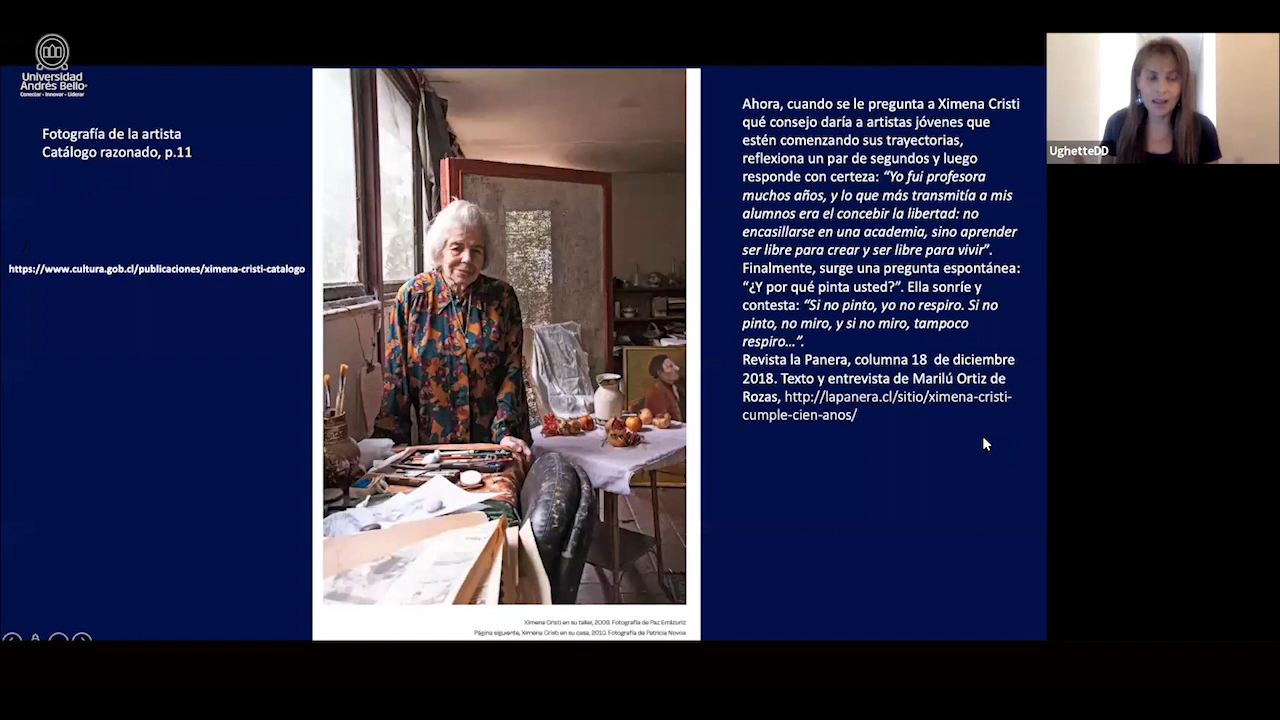 Universidad
Andrés Bello
Conectar • Innovar • Liderar
Fotografía de la artista
Catálogo razonado, p.11
https://www.cultura.gob.cl/publicaciones/ximena-cristi-catalogo
Ximena Cristi en su taller, 2009. Fotografía de Paz Errázuriz
Página siguiente, Ximena Cristi en su casa, 2010. Fotografía de Patricia Novoa
Ahora, cuando se le pregunta a Ximena Cristi
qué consejo daría a artistas jóvenes que
estén comenzando sus trayectorias,
reflexiona un par de segundos y luego
responde con certeza: “Yo fui profesora
muchos años, y lo que más transmitía a mis
alumnos era el concebir la libertad: no
encasillarse en una academia, sino aprender
ser libre para crear y ser libre para vivir”.
Finalmente, surge una pregunta espontánea:
“¿Y por qué pinta usted?”. Ella sonríe y
contesta: “Si no pinto, yo no respiro. Si no
pinto, no miro, y si no miro, tampoco
respiro…”.
Revista la Panera, columna 18 de diciembre
2018. Texto y entrevista de Marilú Ortiz de
Rozas, http://lapanera.cl/sitio/ximena-cristi-
cumple-cien-anos/
UghetteDD